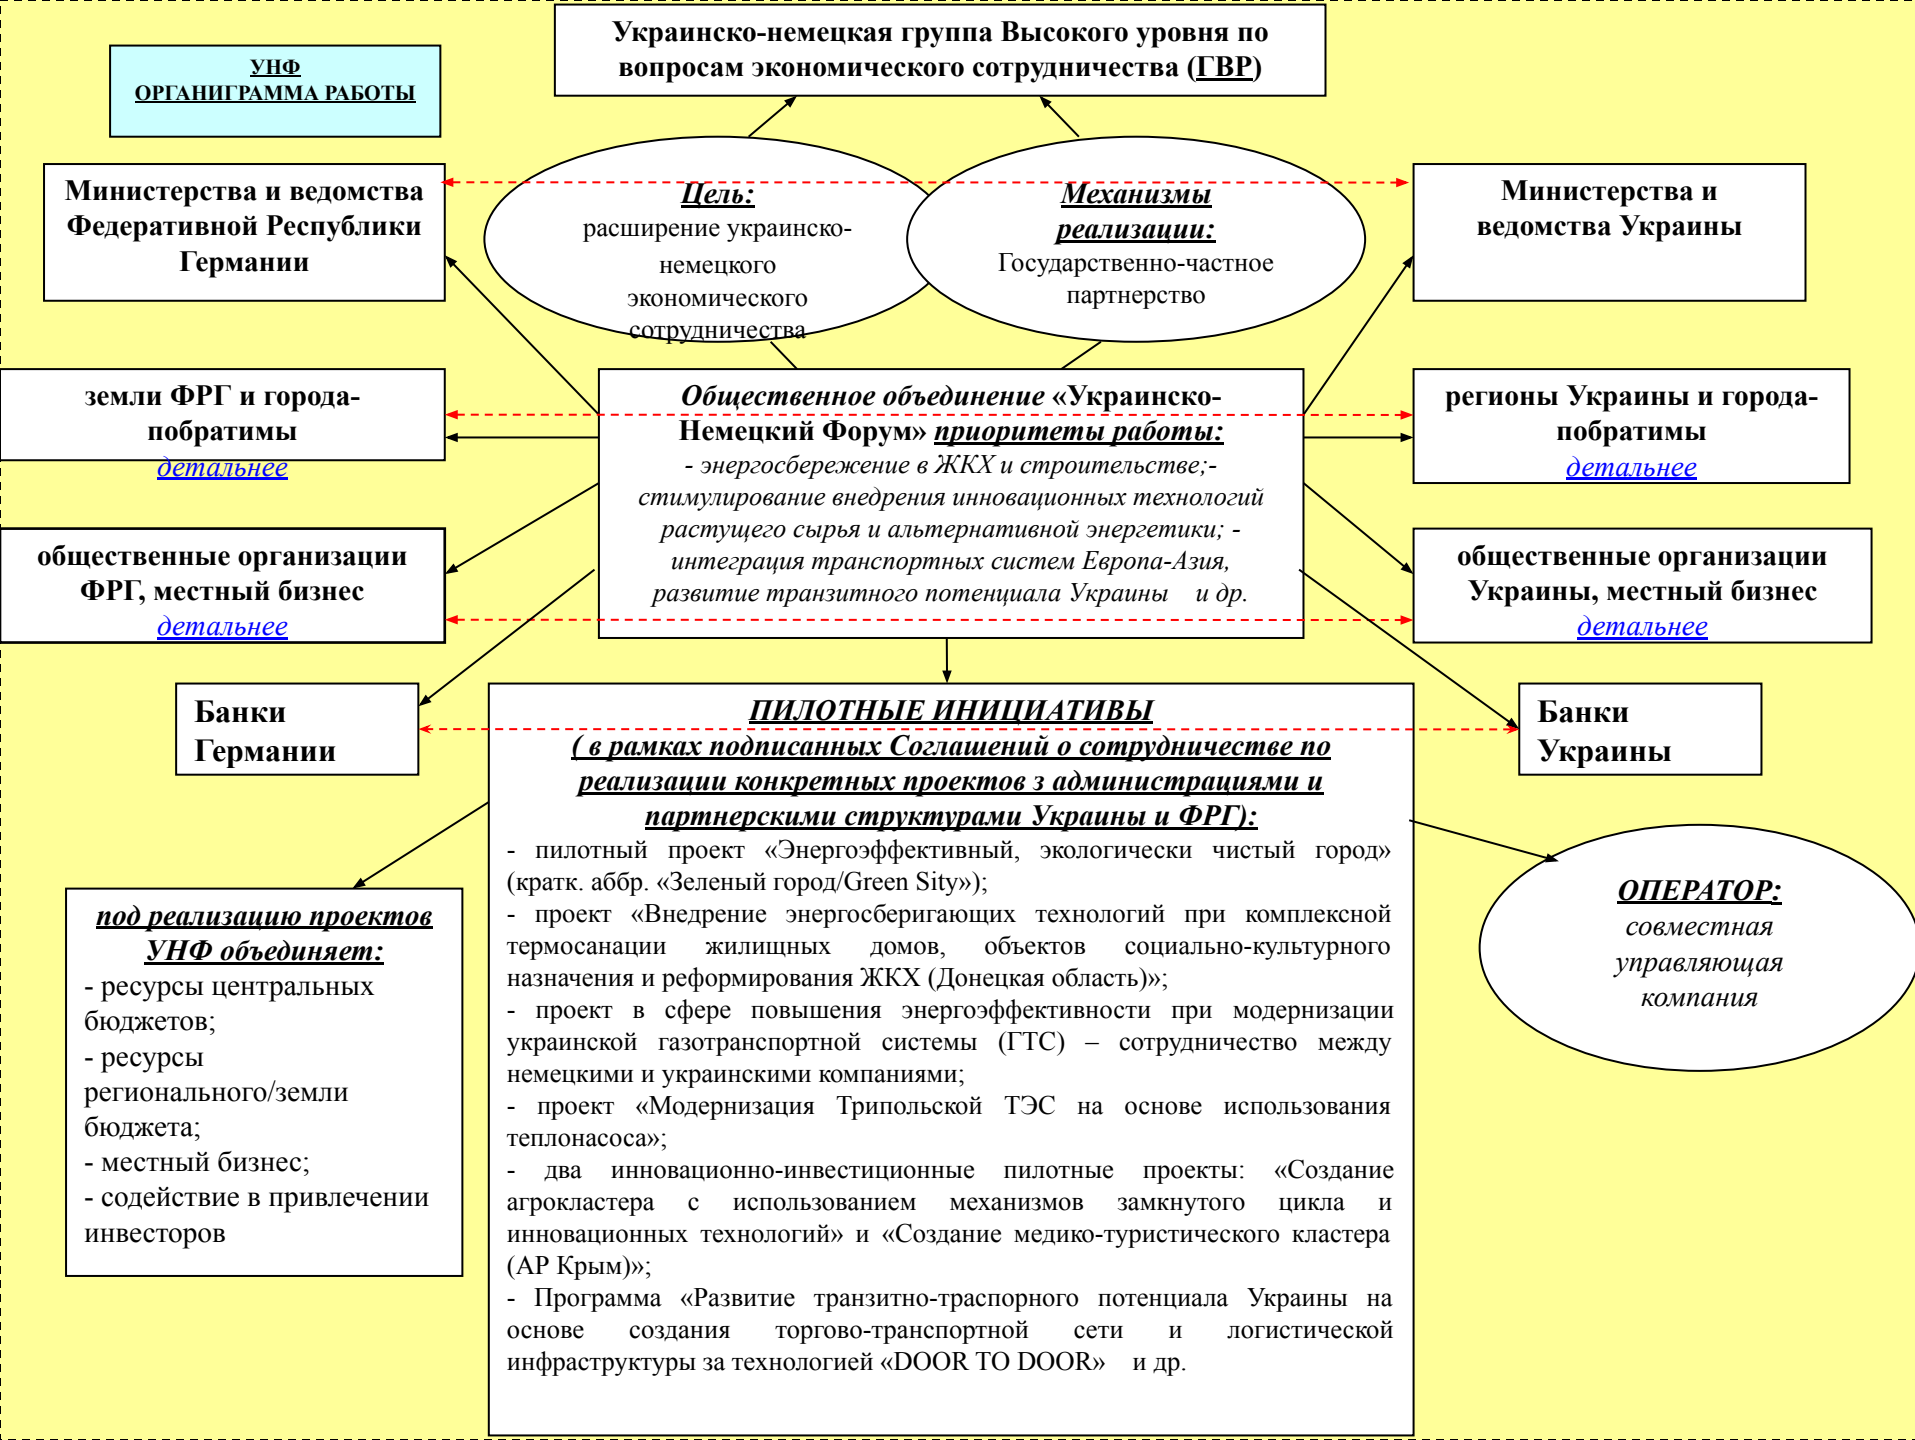 Украинско-немецкая группа Высокого уровня по
вопросам экономического сотрудничества (ГВР)
УНФ
ОРГАНИГРАММА РАБОТЫ
Министерства и ведомства
Федеративной Республики
Германии
Цель:
расширение украинско-
немецкого
экономического
сотрудничества
Механизмы
реализации:
Государственно-частное
партнерство
Министерства и
ведомства Украины
земли ФРГ и города-
побратимы
детальнее
Общественное объединение «Украинско-
Немецкий Форум» приоритеты работы:
- энергосбережение в ЖКХ и строительстве;-
стимулирование внедрения инновационных технологий
растущего сырья и альтернативной энергетики; -
интеграция транспортных систем Европа-Азия,
развитие транзитного потенциала Украины и др.
регионы Украины и города-
побратимы
детальнее
общественные организации
ФРГ, местный бизнес
детальнее
общественные организации
Украины, местный бизнес
детальнее
Банки
Германии
ПИЛОТНЫЕ ИНИЦИАТИВЫ
( в рамках подписанных Соглашений о сотрудничестве по
реализации конкретных проектов з администрациями и
партнерскими структурами Украины и ФРГ):
- пилотный проект «Энергоэффективный, экологически чистый город»
(кратк. аббр. «Зеленый город/Green Sity»);
- проект «Внедрение энергосберигающих технологий при комплексной
термосанации жилищных домов, объектов социально-культурного
назначения и реформирования ЖКХ (Донецкая область)»;
- проект в сфере повышения энергоэффективности при модернизации
украинской газотранспортной системы (ГТС) – сотрудничество между
немецкими и украинскими компаниями;
- проект «Модернизация Трипольской ТЭС на основе использования
теплонасоса»;
- два инновационно-инвестиционные пилотные проекты: «Создание
агрокластера с использованием механизмов замкнутого цикла и
инновационных технологий» и «Создание медико-туристического кластера
(АР Крым)»;
- Программа «Развитие транзитно-траспорного потенциала Украины на
основе создания торгово-транспортной сети и логистической
инфраструктуры за технологией «DOOR TO DOOR» и др.
Банки
Украины
под реализацию проектов
УНФ объединяет:
- ресурсы центральных
бюджетов;
- ресурсы
регионального/земли
бюджета;
- местный бизнес;
- содействие в привлечении
инвесторов
ОПЕРАТОР:
совместная
управляющая
компания